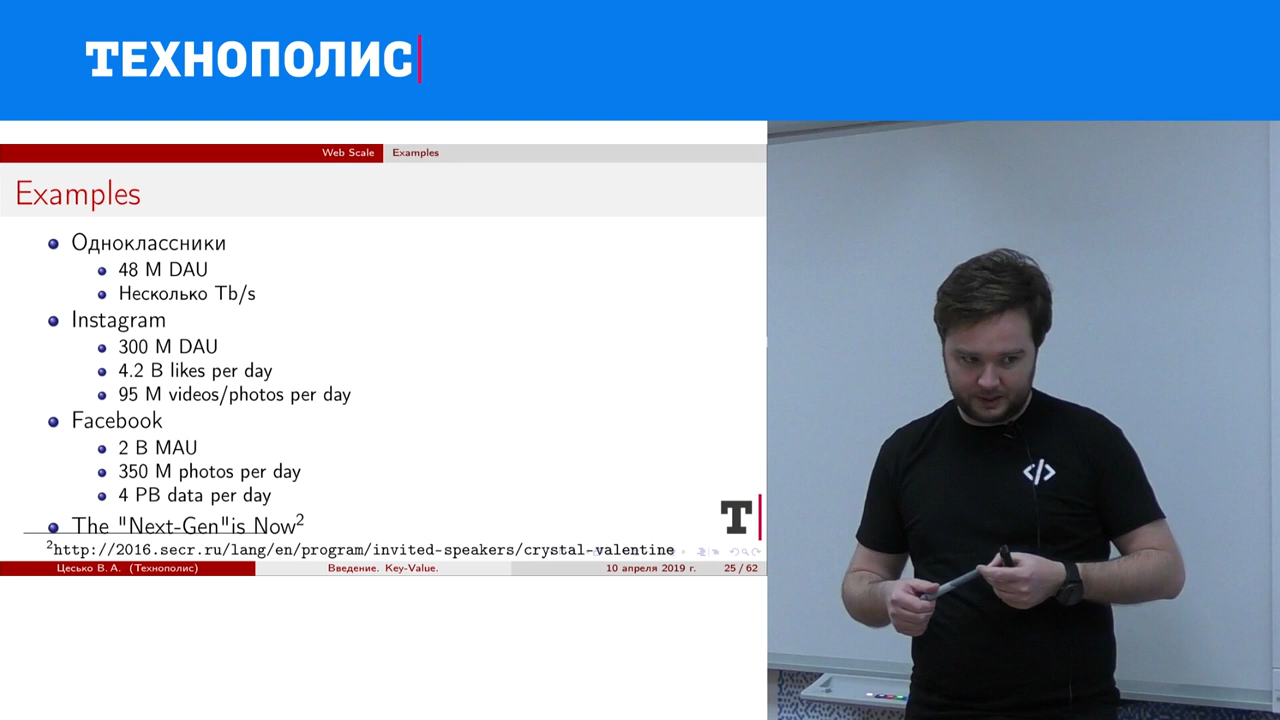 ТЕХНОПОЛИС
Web Scale
Examples
Examples
Одноклассники
48 M DAU
Несколько Tb/s
Instagram
300 M DAU
4.2 B likes per day
95 M videos/photos per day
Facebook
2 B MAU
350 M photos per day
4 PB data per day
The "Next-Gen"is Now2
2http://2016.secr.ru/lang/en/program/invited-speakers/crystal-valentine
T
Цесько В. А. (Технополис)
Введение. Key-Value.
10 апреля 2019 г.
25 / 62